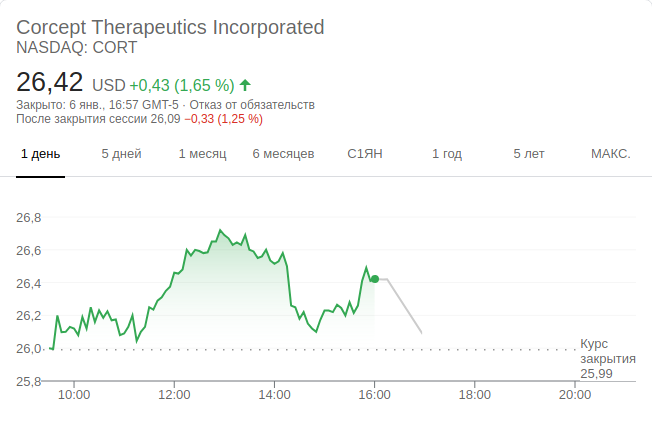 Corcept Therapeutics Incorporated
NASDAQ: CORT
26,42 USD +0,43 (1,65 %)
Закрыто: 6 янв., 16:57 GMT-5 · Отказ от обязательств
После закрытия сессии 26,09 −0,33 (1,25 %)
1 день 5 дней 1 месяц 6 месяцев С1ЯН 1 год 5 лет МАКС.
26,8
26,6
26,4
26,2
26,0
25,8
Курс
закрытия
25,99
10:00 12:00 14:00 16:00 18:00 20:00